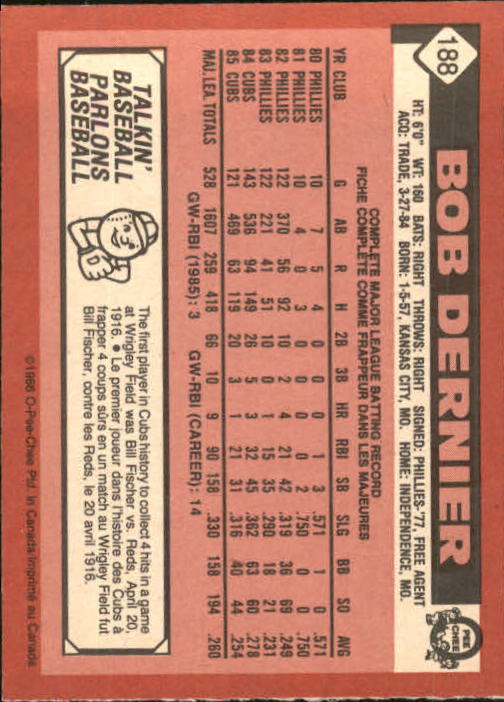 188
BOB DERNIER
O PEE CHEE
HT: 6'0" WT: 160 BATS: RIGHT THROWS: RIGHT SIGNED: PHILLIES-'77, FREE AGENT
ACQ: TRADE, 3-27-84 BORN: 1-5-57, KANSAS CITY, MO. HOME: INDEPENDENCE, MO.
COMPLETE MAJOR LEAGUE BATTING RECORD
FICHE COMPLÈTE COMME FRAPPEUR DANS LES MAJEURES
YR CLUB G AB R H 2B 3B HR RBI SB SLG BB SO AVG
80 PHILLIES 10 7 5 4 0 0 0 1 3 .571 1 0 .571
81 PHILLIES 10 4 0 3 0 0 0 0 2 .750 0 0 .750
82 PHILLIES 122 370 56 92 10 2 4 21 42 .319 36 69 .249
83 PHILLIES 122 221 41 51 10 0 1 15 35 .290 18 21 .231
84 CUBS 143 536 94 149 26 5 3 32 45 .362 63 60 .278
85 CUBS 121 469 63 119 20 3 1 21 31 .316 40 44 .254
MAJ. LEA. TOTALS 528 1607 259 418 66 10 9 90 158 .330 158 194 .260
GW-RBI (1985): 3 GW-RBI (CAREER): 14
TALKIN'
BASEBALL
PARLONS
BASEBALL
The first player in Cubs history to collect 4 hits in a game
at Wrigley Field was Bill Fischer vs. Reds, April 20,
1916. • Le premier joueur dans l'histoire des Cubs à
frapper 4 coups sûrs en un match au Wrigley Field fut
Bill Fischer, contre les Reds, le 20 avril 1916.
©1986 O-Pee-Chee Ptd. in Canada/Imprimé au Canada